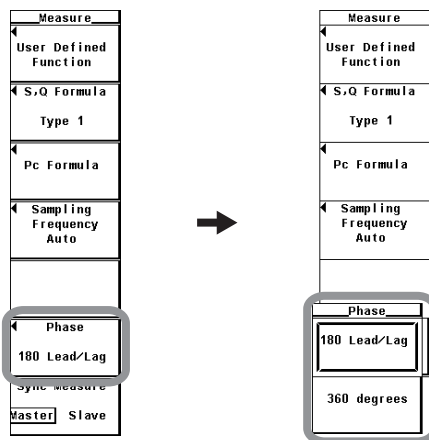 Measure
User Defined
Function
S,Q Formula
Type 1
Pc Formula
Sampling
Frequency
Auto
Phase
180 Lead/Lag
Sync Measure
Master Slave
Measure
User Defined
Function
S,Q Formula
Type 1
Pc Formula
Sampling
Frequency
Auto
Phase
180 Lead/Lag
360 degrees